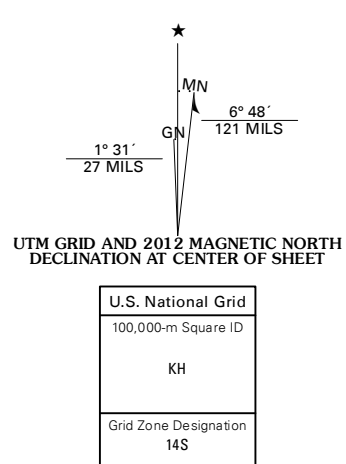 ★
MN
GN
6° 48´
121 MILS
1° 31´
27 MILS
UTM GRID AND 2012 MAGNETIC NORTH
DECLINATION AT CENTER OF SHEET
U.S. National Grid
100,000-m Square ID
KH
Grid Zone Designation
14S